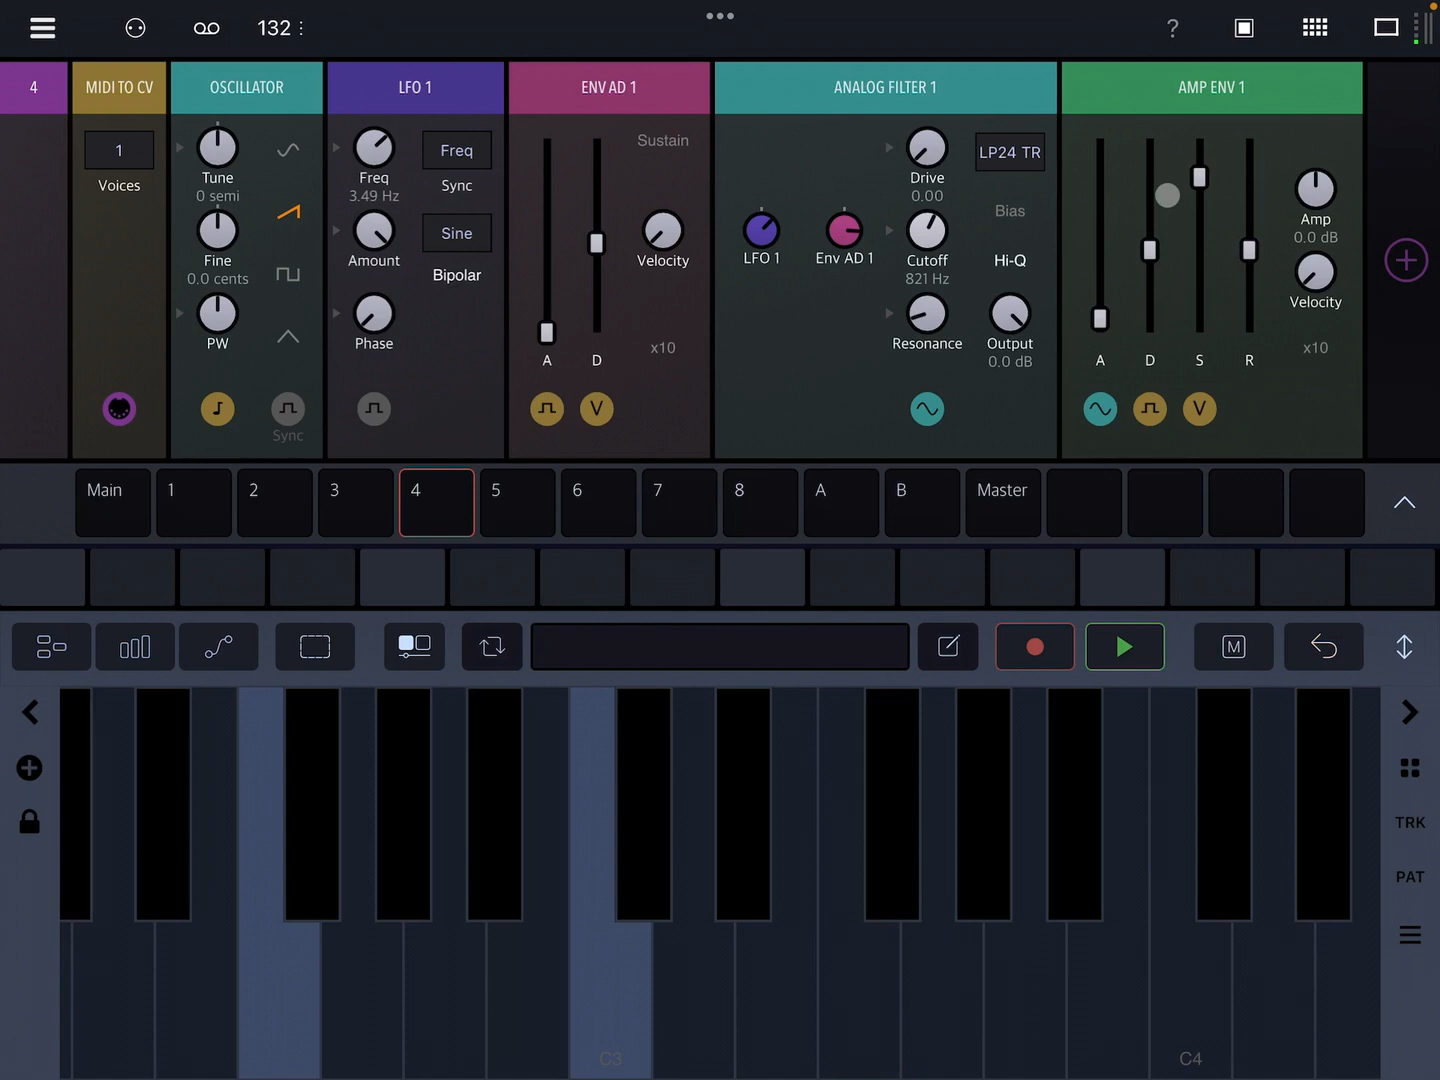 132
?
4
MIDI TO CV
OSCILLATOR
LFO 1
ENV AD 1
ANALOG FILTER 1
AMP ENV 1
1
Voices
Tune
0 semi
Fine
0.0 cents
PW
Sync
Freq
3.49 Hz
Amount
Phase
Freq
Sync
Sine
Bipolar
Sustain
Velocity
x10
A
D
V
LFO 1
Env AD 1
Drive
0.00
Cutoff
821 Hz
Resonance
LP24 TR
Bias
Hi-Q
Output
0.0 dB
A
D
S
R
V
Amp
0.0 dB
Velocity
x10
Main
1
2
3
4
5
6
7
8
A
B
Master
M
TRK
PAT
C3
C4